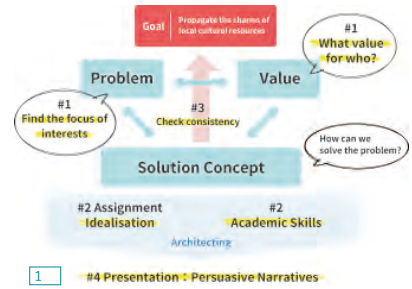 Goal
Propagate the charms of
local cultural resources
#1
What value
for who?
Problem
Value
#1
Find the focus of
interests
#3
Check consistency
How can we
solve the problem?
Solution Concept
#2 Assignment
Idealisation
#2
Academic Skills
Architecting
1
#4 Presentation：Persuasive Narratives